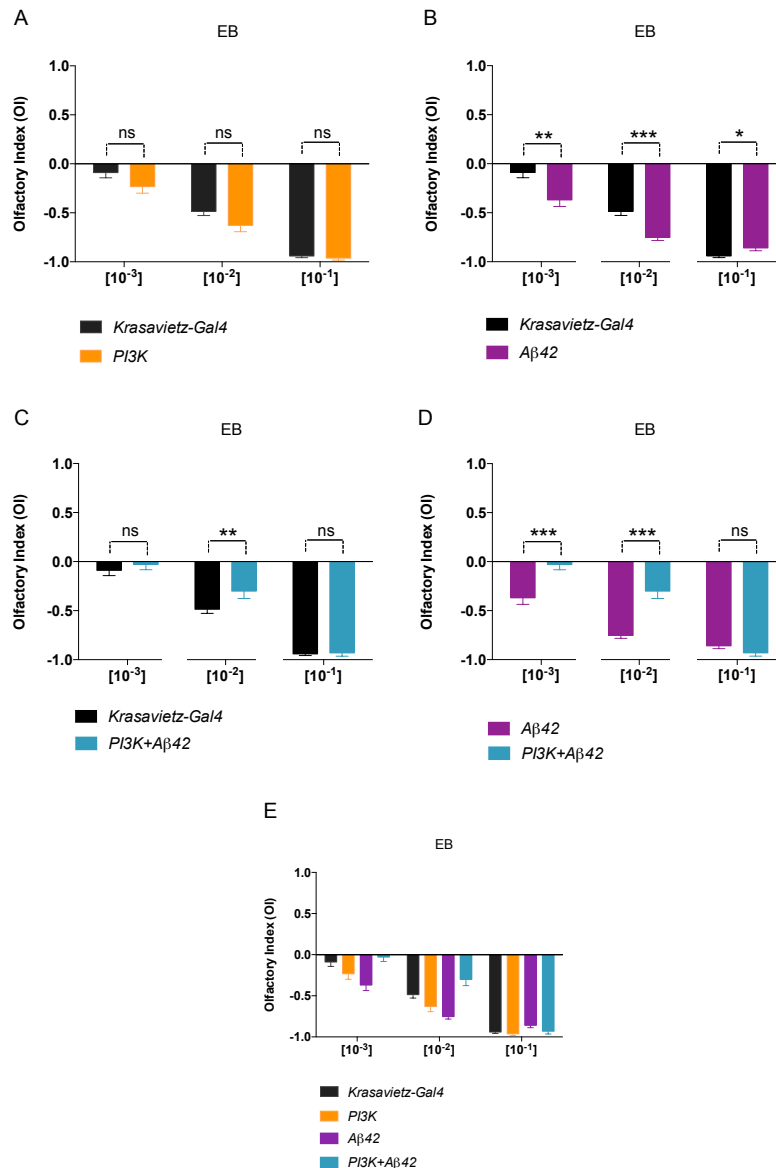 A
EB
Olfactory Index (OI)
1.0
0.5
0.0
-0.5
-1.0
ns
ns
ns
[10-3]
[10-2]
[10-1]
Krasavietz-Gal4
PI3K
B
EB
Olfactory Index (OI)
1.0
0.5
0.0
-0.5
-1.0
**
***
*
[10-3]
[10-2]
[10-1]
Krasavietz-Gal4
Aβ42
C
EB
Olfactory Index (OI)
1.0
0.5
0.0
-0.5
-1.0
ns
**
ns
[10-3]
[10-2]
[10-1]
Krasavietz-Gal4
PI3K+Aβ42
D
EB
Olfactory Index (OI)
1.0
0.5
0.0
-0.5
-1.0
***
***
ns
[10-3]
[10-2]
[10-1]
Aβ42
PI3K+Aβ42
E
EB
Olfactory Index (OI)
1.0
0.5
0.0
-0.5
-1.0
[10-3]
[10-2]
[10-1]
Krasavietz-Gal4
PI3K
Aβ42
PI3K+Aβ42